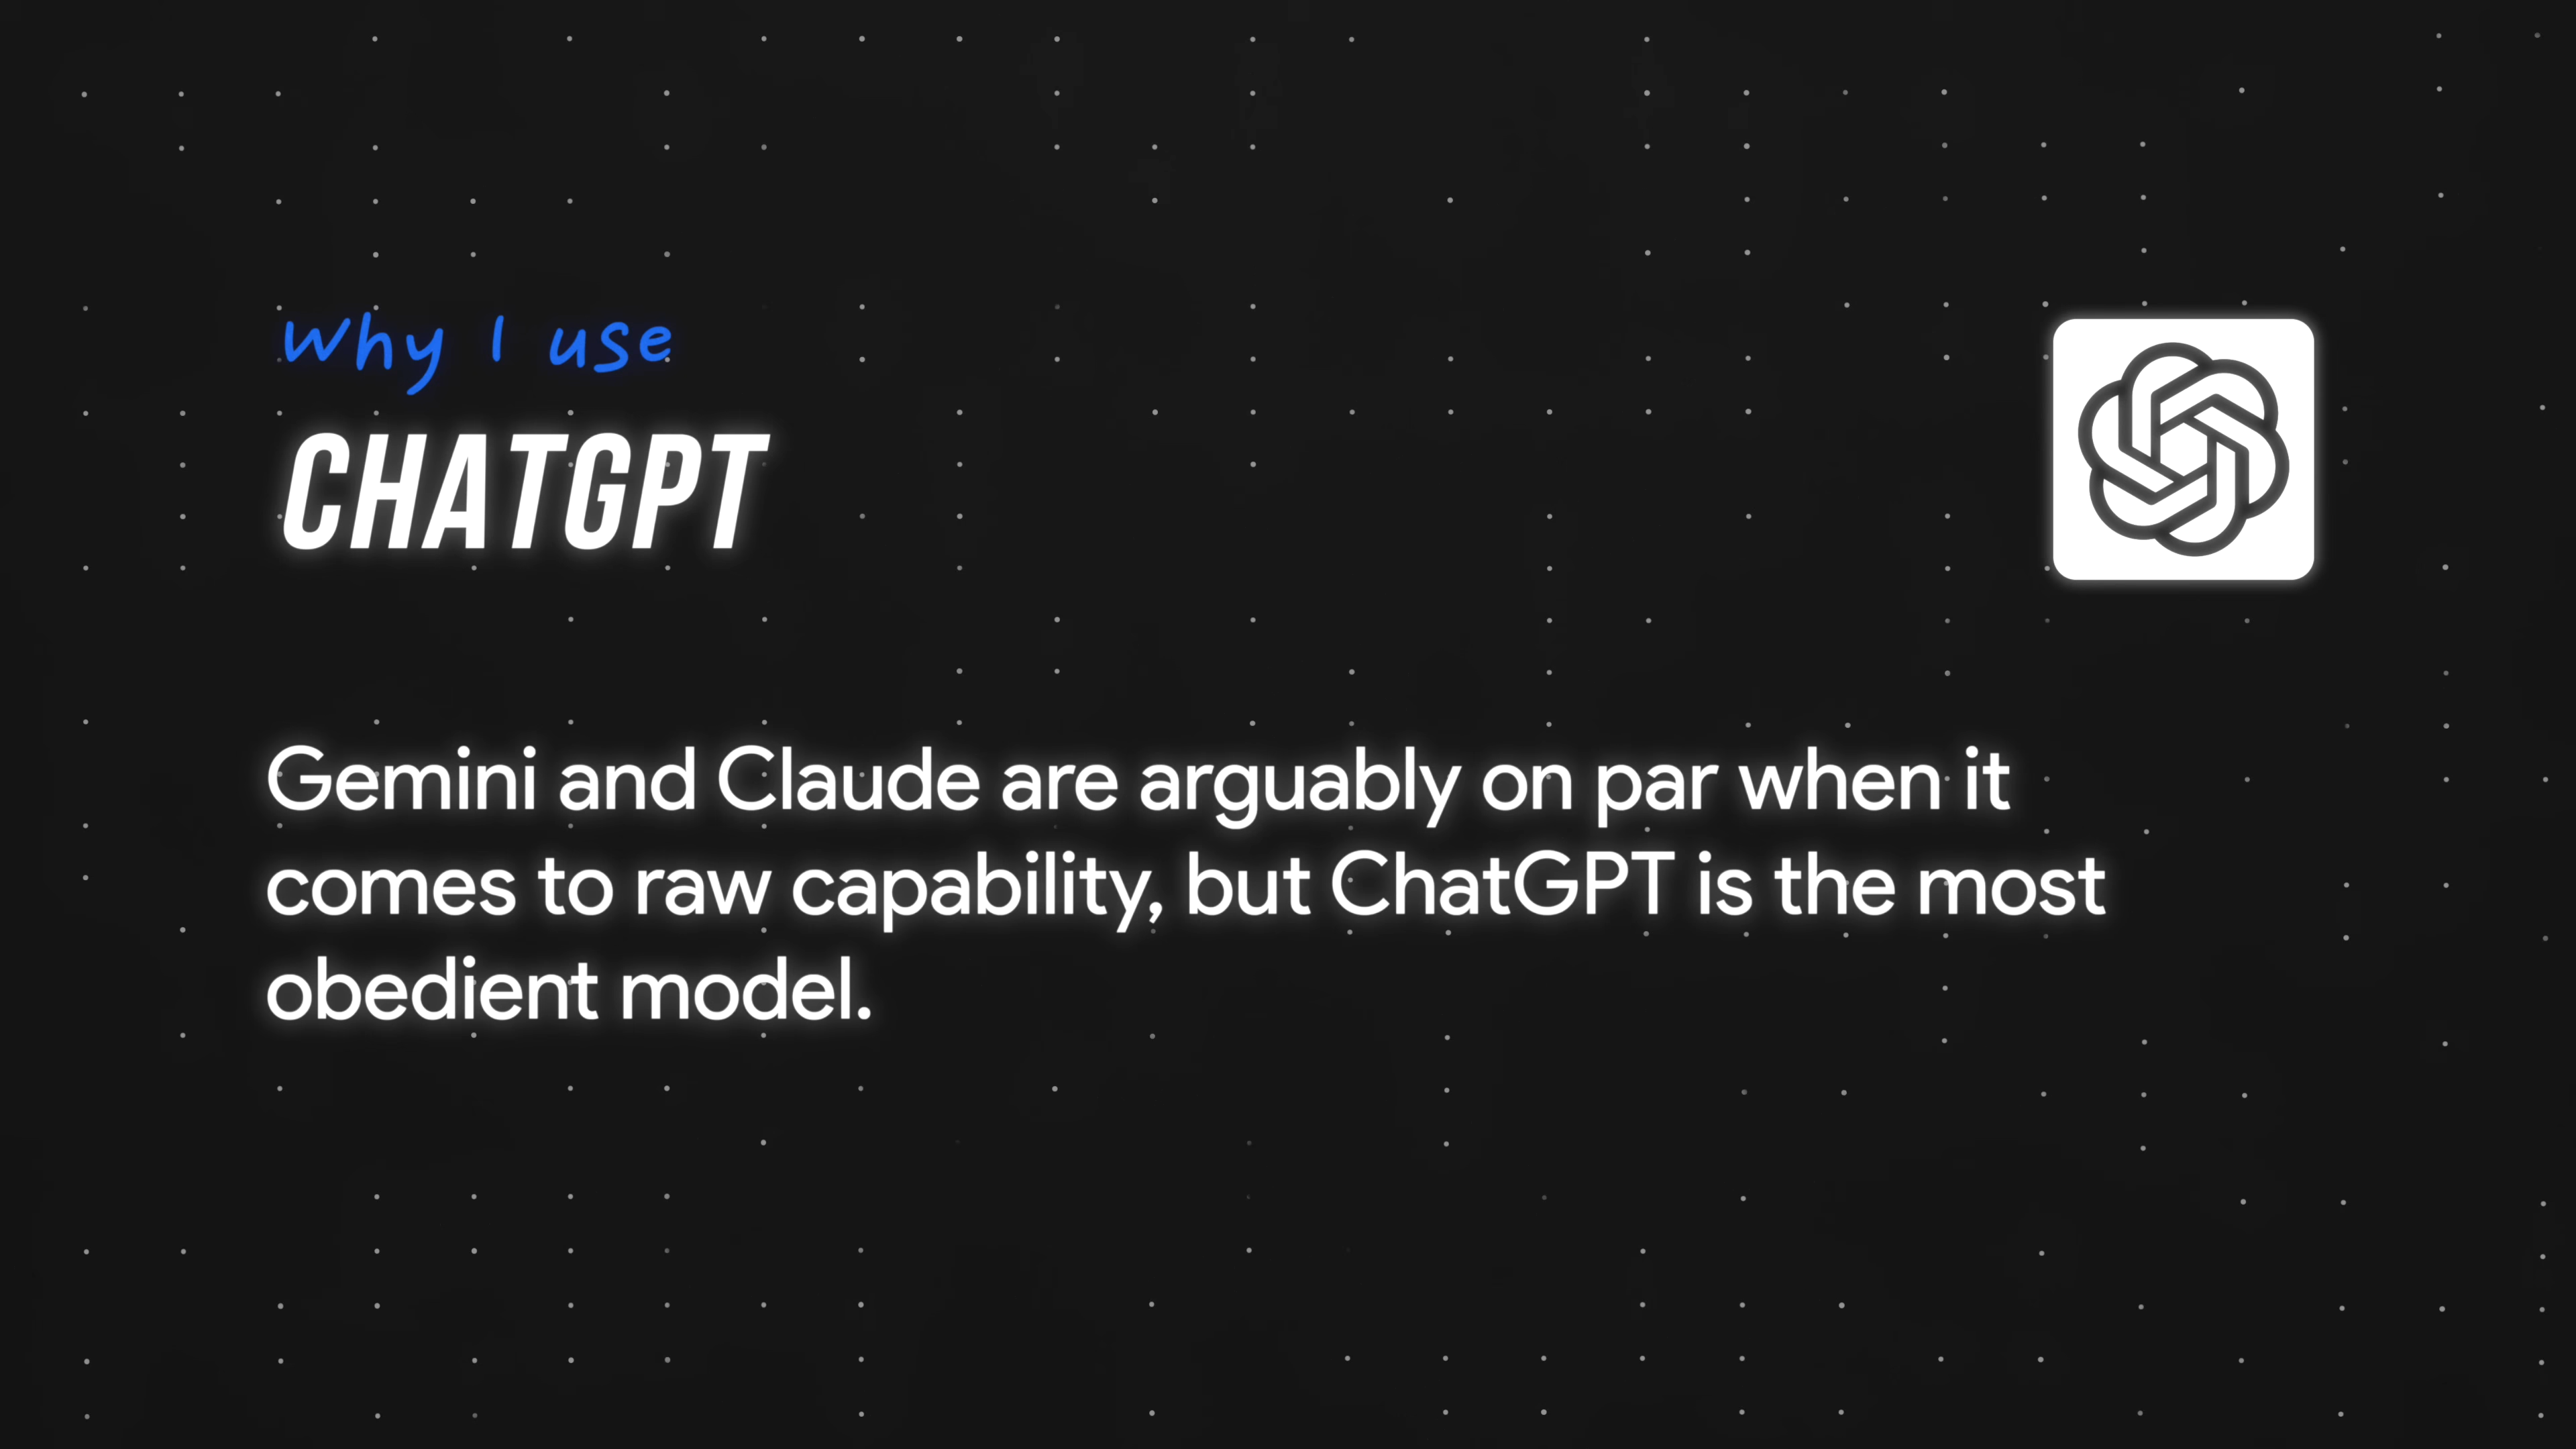 Why I use
CHATGPT
Gemini and Claude are arguably on par when it
comes to raw capability, but ChatGPT is the most
obedient model.